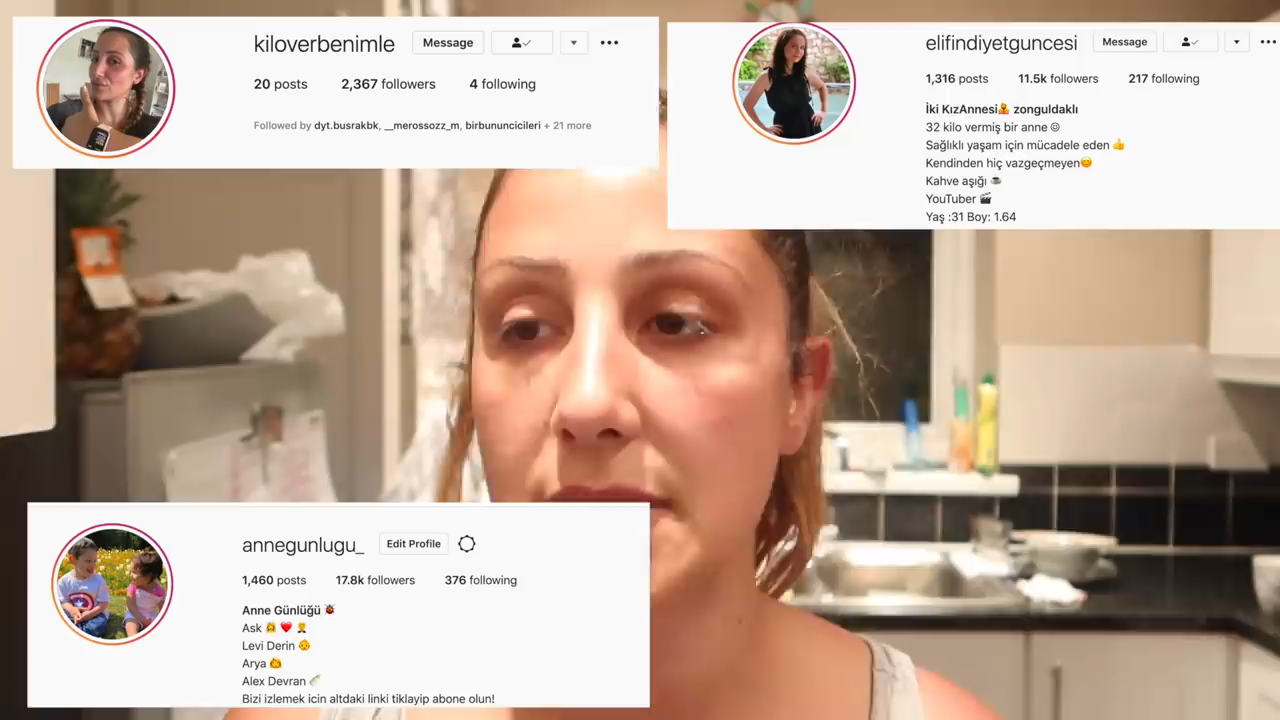 kiloverbenimle Message
20 posts 2,367 followers 4 following
Followed by dyt.busrakbk, __merossozz_m, birbununcicileri + 21 more
elifindiyetguncesi Message
1,316 posts 11.5k followers 217 following
İki KızAnnesi🤱 zonguldaklı
32 kilo vermiş bir anne☺
Sağlıklı yaşam için mücadele eden👍
Kendinden hiç vazgeçmeyen😊
Kahve aşığı ☕
YouTuber 🎬
Yaş :31 Boy: 1.64
annegunlugu_ Edit Profile
1,460 posts 17.8k followers 376 following
Anne Günlüğü 🐞
Ask 👰 ❤️ 🤵
Levi Derin 👶
Arya 👶
Alex Devran 🍼
Bizi izlemek icin altdaki linki tiklayip abone olun!